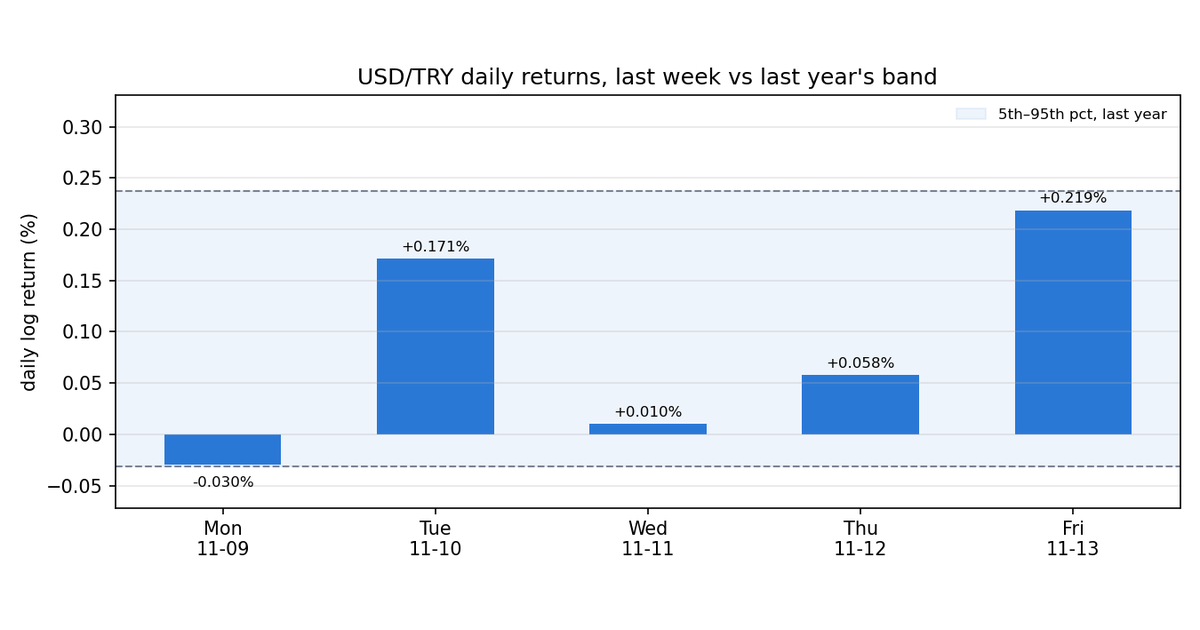 USD/TRY daily returns, last week vs last year's band
5th–95th pct, last year
daily log return (%)
0.30
0.25
0.20
0.15
0.10
0.05
0.00
−0.05
-0.030%
+0.171%
+0.010%
+0.058%
+0.219%
Mon
11-09
Tue
11-10
Wed
11-11
Thu
11-12
Fri
11-13